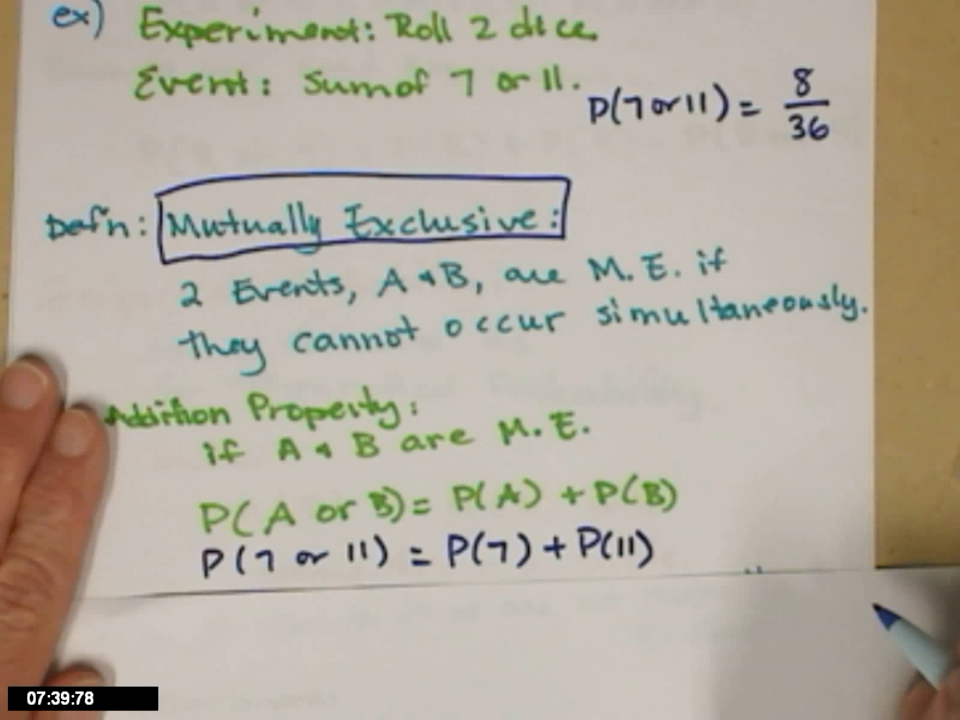 ex) Experiment: Roll 2 dice.
Event: Sum of 7 or 11.
P(7 or 11) = 8/36
Defn: Mutually Exclusive:
2 Events, A & B, are M.E. if
they cannot occur simultaneously.
Addition Property:
if A & B are M.E.
P(A or B) = P(A) + P(B)
P(7 or 11) = P(7) + P(11)
07:39:78